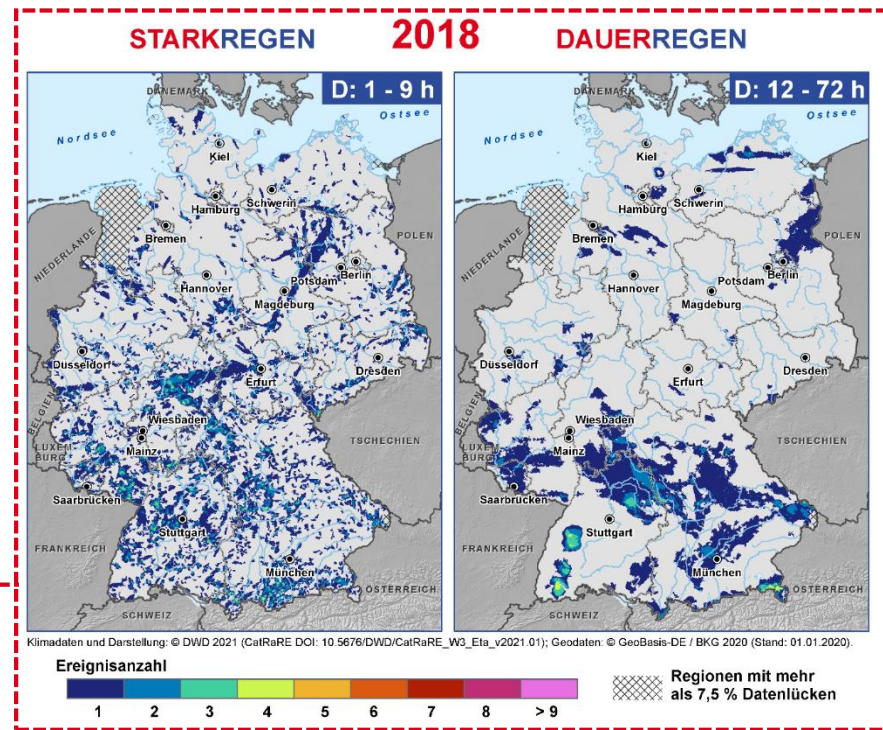 STARKREGEN 2018 DAUERREGEN
D: 1 - 9 h
DÄNEMARK
Ostsee
Nordsee
Kiel
Hamburg
Schwerin
Bremen
NIEDERLANDE
POLEN
Berlin
Potsdam
Hannover
Magdeburg
Düsseldorf
Erfurt
Dresden
BELGIEN
Wiesbaden
Mainz
LUXEM-
BURG
TSCHECHIEN
Saarbrücken
Stuttgart
FRANKREICH
München
ÖSTERREICH
SCHWEIZ
D: 12 - 72 h
DÄNEMARK
Ostsee
Nordsee
Kiel
Hamburg
Schwerin
Bremen
NIEDERLANDE
POLEN
Berlin
Potsdam
Hannover
Magdeburg
Düsseldorf
Erfurt
Dresden
BELGIEN
Wiesbaden
Mainz
LUXEM-
BURG
TSCHECHIEN
Saarbrücken
Stuttgart
FRANKREICH
München
ÖSTERREICH
SCHWEIZ
Klimadaten und Darstellung: © DWD 2021 (CatRaRE DOI: 10.5676/DWD/CatRaRE_W3_Eta_v2021.01); Geodaten: © GeoBasis-DE / BKG 2020 (Stand: 01.01.2020).
Ereignisanzahl
1 2 3 4 5 6 7 8 > 9
Regionen mit mehr
als 7,5 % Datenlücken